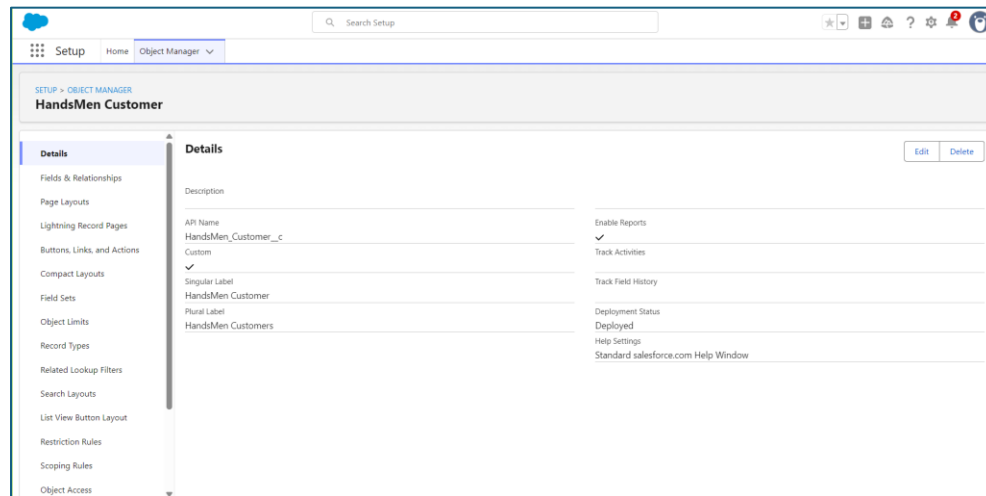 Search Setup
2
Setup Home Object Manager
SETUP > OBJECT MANAGER
HandsMen Customer
Details
Fields & Relationships
Page Layouts
Lightning Record Pages
Buttons, Links, and Actions
Compact Layouts
Field Sets
Object Limits
Record Types
Related Lookup Filters
Search Layouts
List View Button Layout
Restriction Rules
Scoping Rules
Object Access
Details
Edit Delete
Description
API Name
HandsMen_Customer__c
Custom
Singular Label
HandsMen Customer
Plural Label
HandsMen Customers
Enable Reports
Track Activities
Track Field History
Deployment Status
Deployed
Help Settings
Standard salesforce.com Help Window